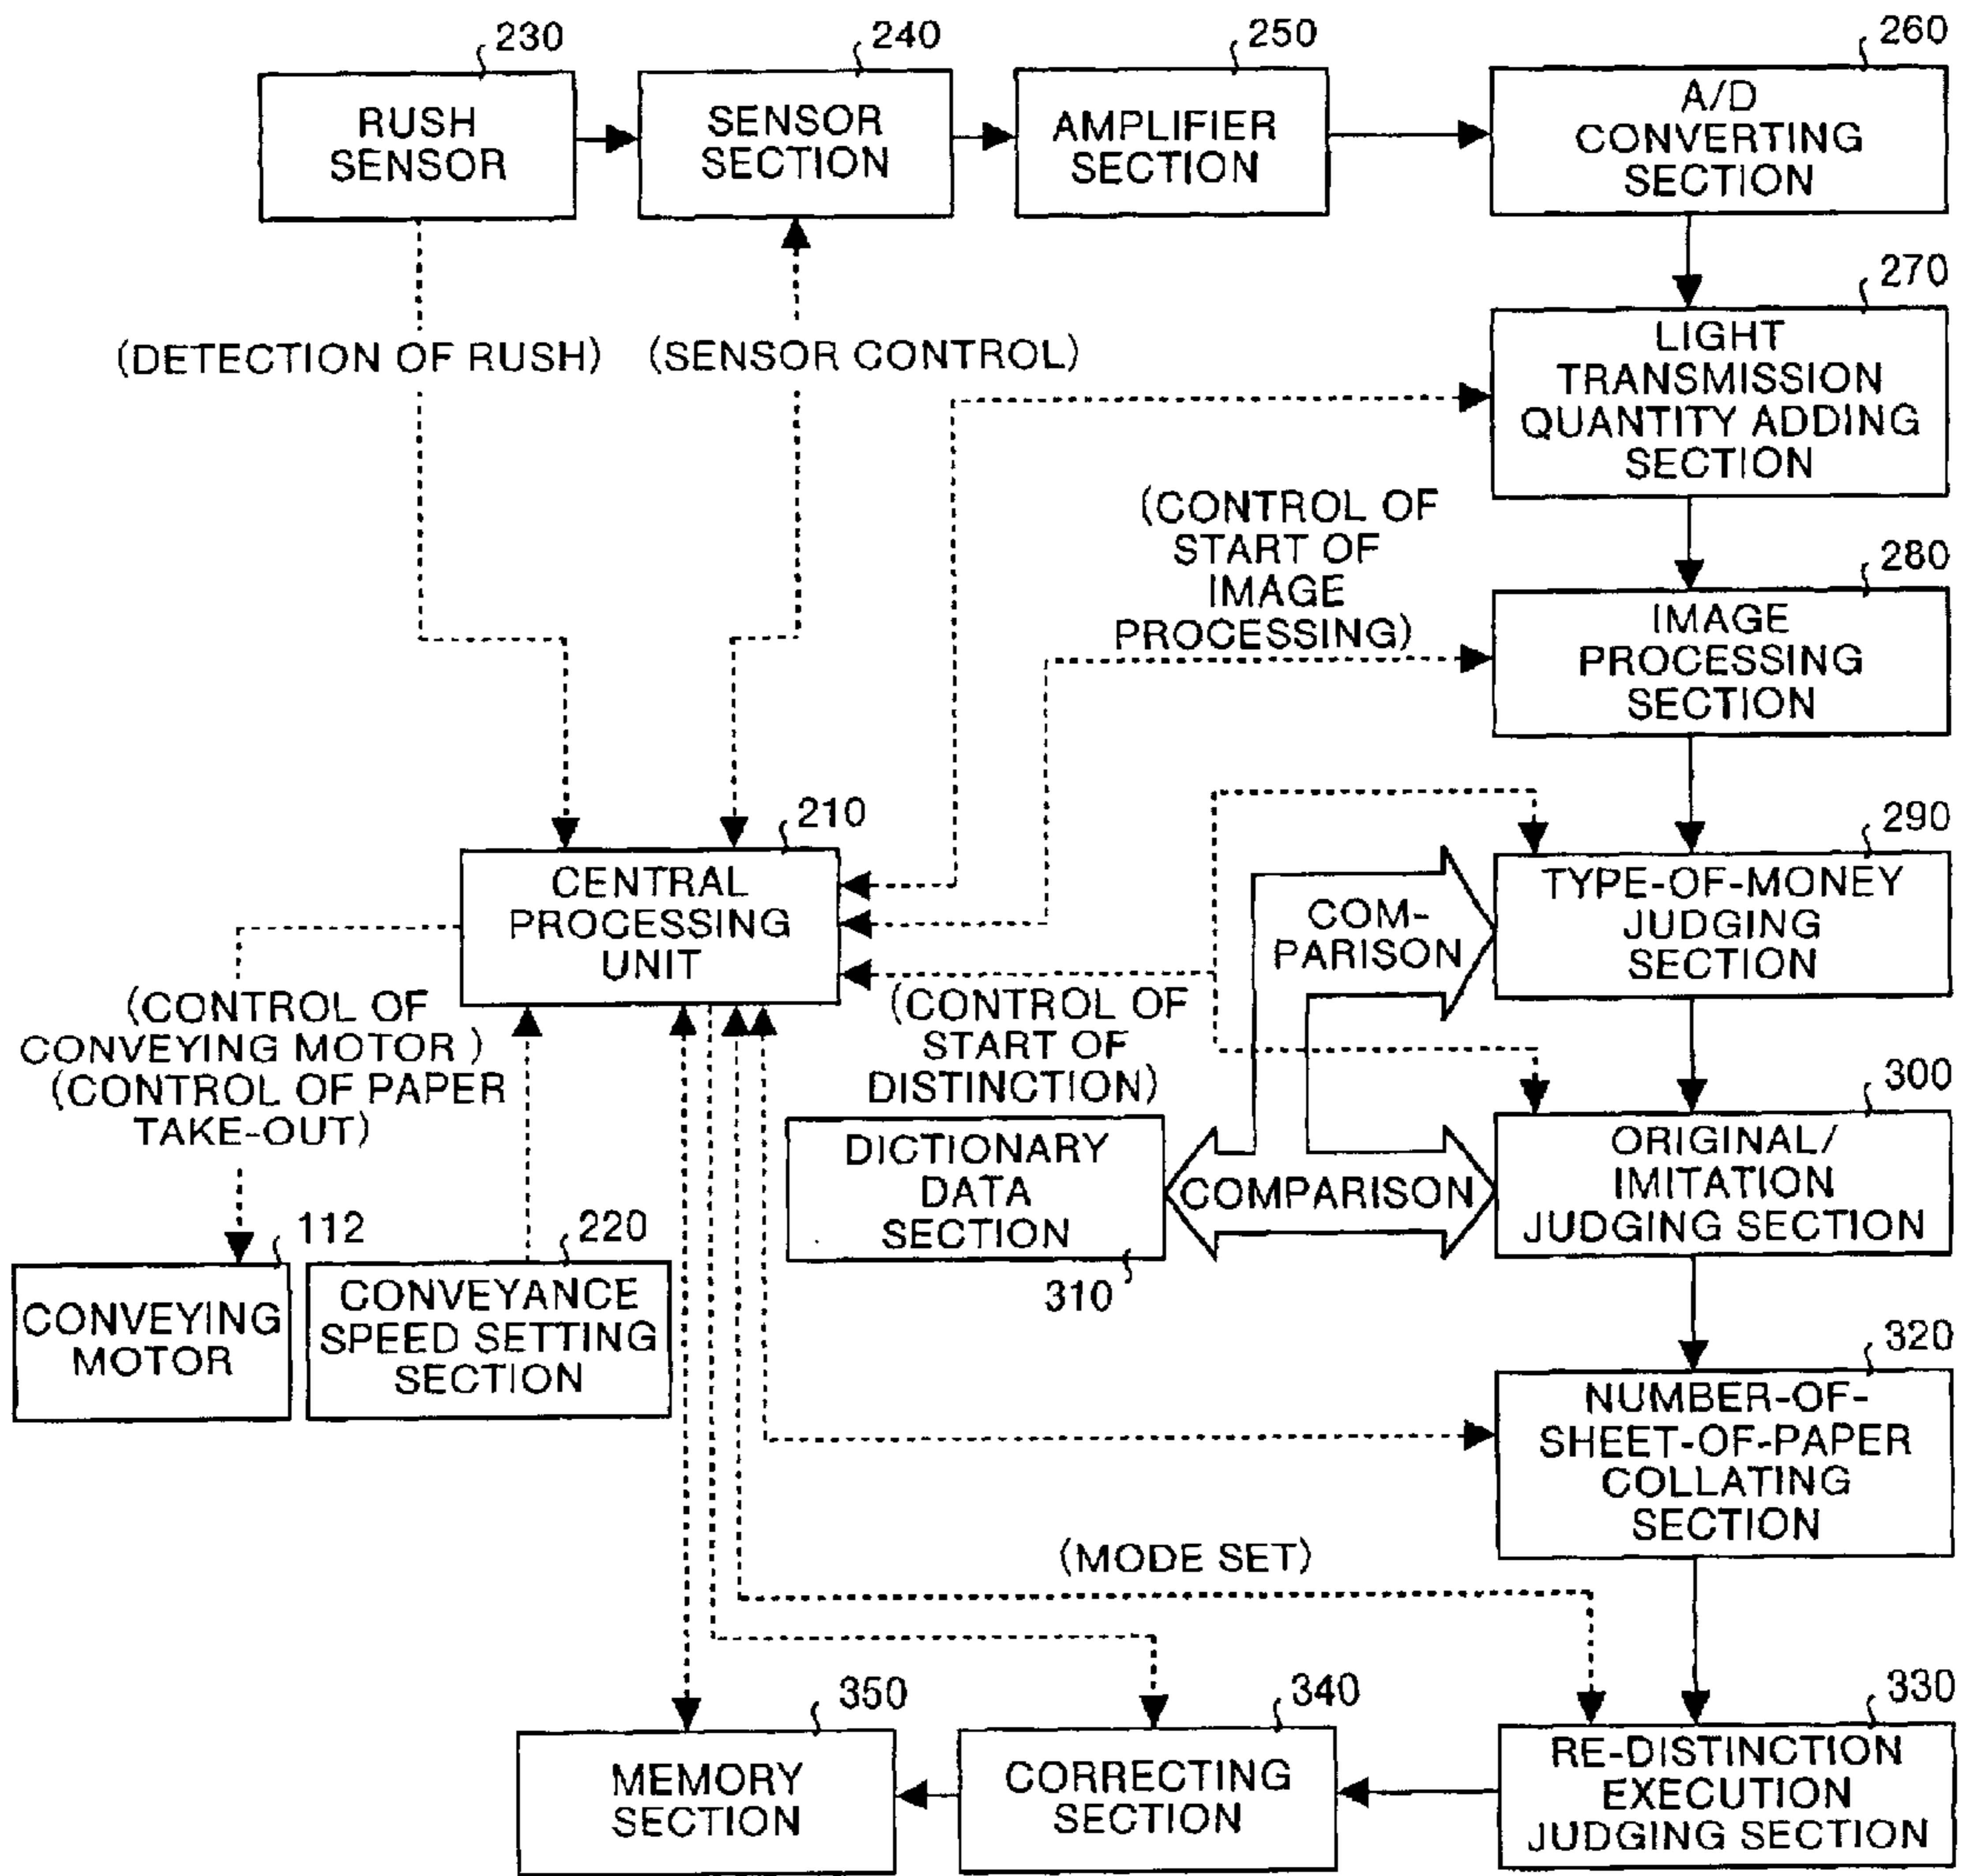 230
240
250
260
RUSH
SENSOR
SENSOR
SECTION
AMPLIFIER
SECTION
A/D
CONVERTING
SECTION
270
(DETECTION OF RUSH)
(SENSOR CONTROL)
LIGHT
TRANSMISSION
QUANTITY ADDING
SECTION
(CONTROL OF
START OF
IMAGE
PROCESSING)
280
IMAGE
PROCESSING
SECTION
210
CENTRAL
PROCESSING
UNIT
290
TYPE-OF-MONEY
JUDGING
SECTION
COM-
PARISON
(CONTROL OF
CONVEYING MOTOR )
(CONTROL OF PAPER
TAKE-OUT)
(CONTROL OF
START OF
DISTINCTION)
300
ORIGINAL/
IMITATION
JUDGING SECTION
DICTIONARY
DATA
SECTION
COMPARISON
310
112
CONVEYING
MOTOR
220
CONVEYANCE
SPEED SETTING
SECTION
320
NUMBER-OF-
SHEET-OF-PAPER
COLLATING
SECTION
(MODE SET)
350
MEMORY
SECTION
340
CORRECTING
SECTION
330
RE-DISTINCTION
EXECUTION
JUDGING SECTION